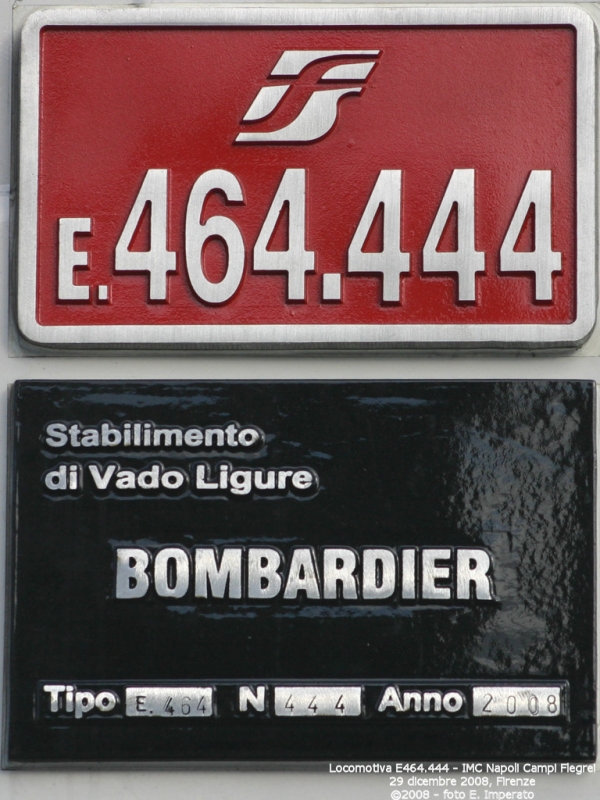 E.464.444
Stabilimento
di Vado Ligure
BOMBARDIER
Tipo E. 464 N 444 Anno 2008
Locomotiva E464.444 - IMC Napoli Campi Flegrei
29 dicembre 2008, Firenze
©2008 - foto E. Imperato